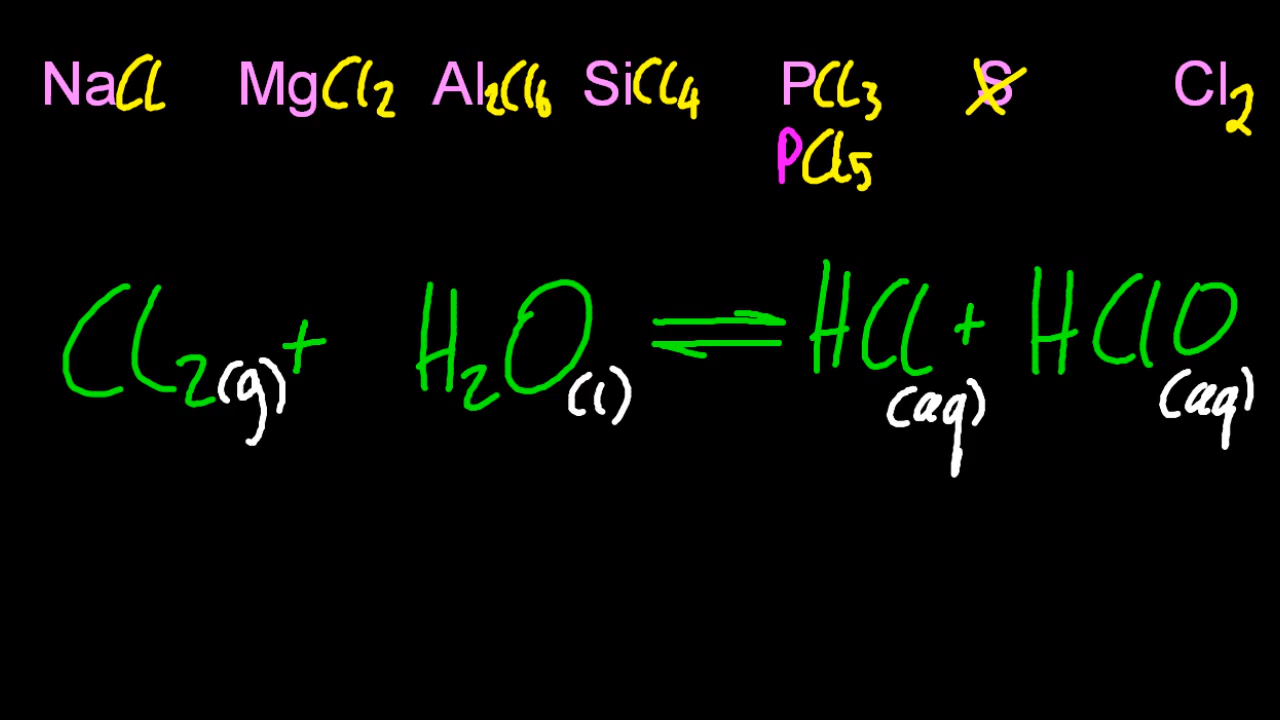 NaCl MgCl₂ Al₂Cl₆ SiCl₄ PCl₃ S Cl₂
PCl₅
Cl₂(g) + H₂O(l) ⇌ HCl(aq) + HClO(aq)